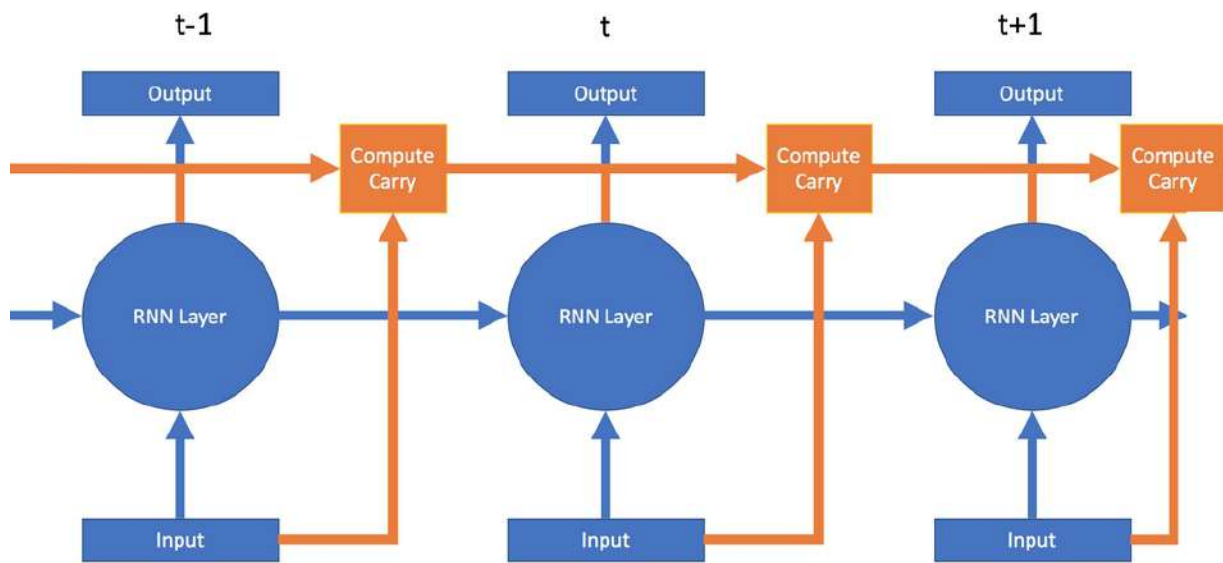 t-1
t
t+1
Output
Output
Output
Compute
Carry
Compute
Carry
Compute
Carry
RNN Layer
RNN Layer
RNN Layer
Input
Input
Input